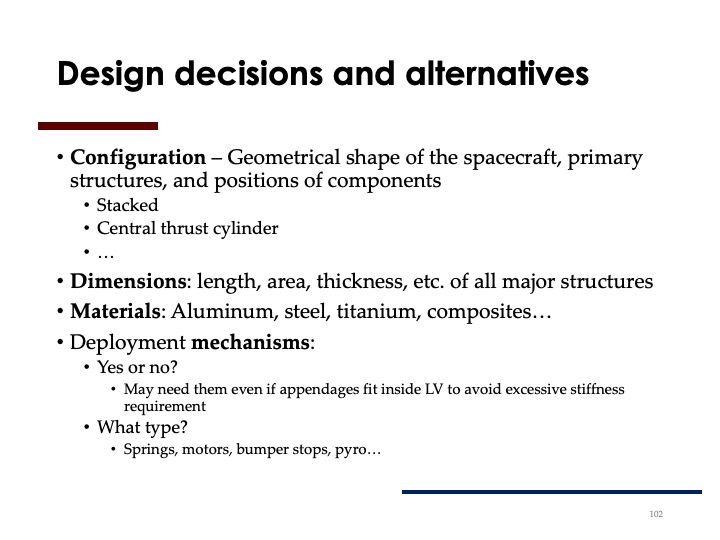 Design decisions and alternatives
• Configuration – Geometrical shape of the spacecraft, primary
structures, and positions of components
• Stacked
• Central thrust cylinder
• …
• Dimensions: length, area, thickness, etc. of all major structures
• Materials: Aluminum, steel, titanium, composites…
• Deployment mechanisms:
• Yes or no?
• May need them even if appendages fit inside LV to avoid excessive stiffness
requirement
• What type?
• Springs, motors, bumper stops, pyro…
102